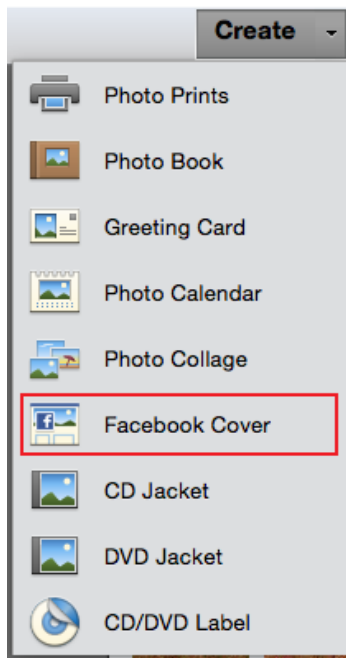 Create
Photo Prints
Photo Book
Greeting Card
Photo Calendar
Photo Collage
Facebook Cover
CD Jacket
DVD Jacket
CD/DVD Label